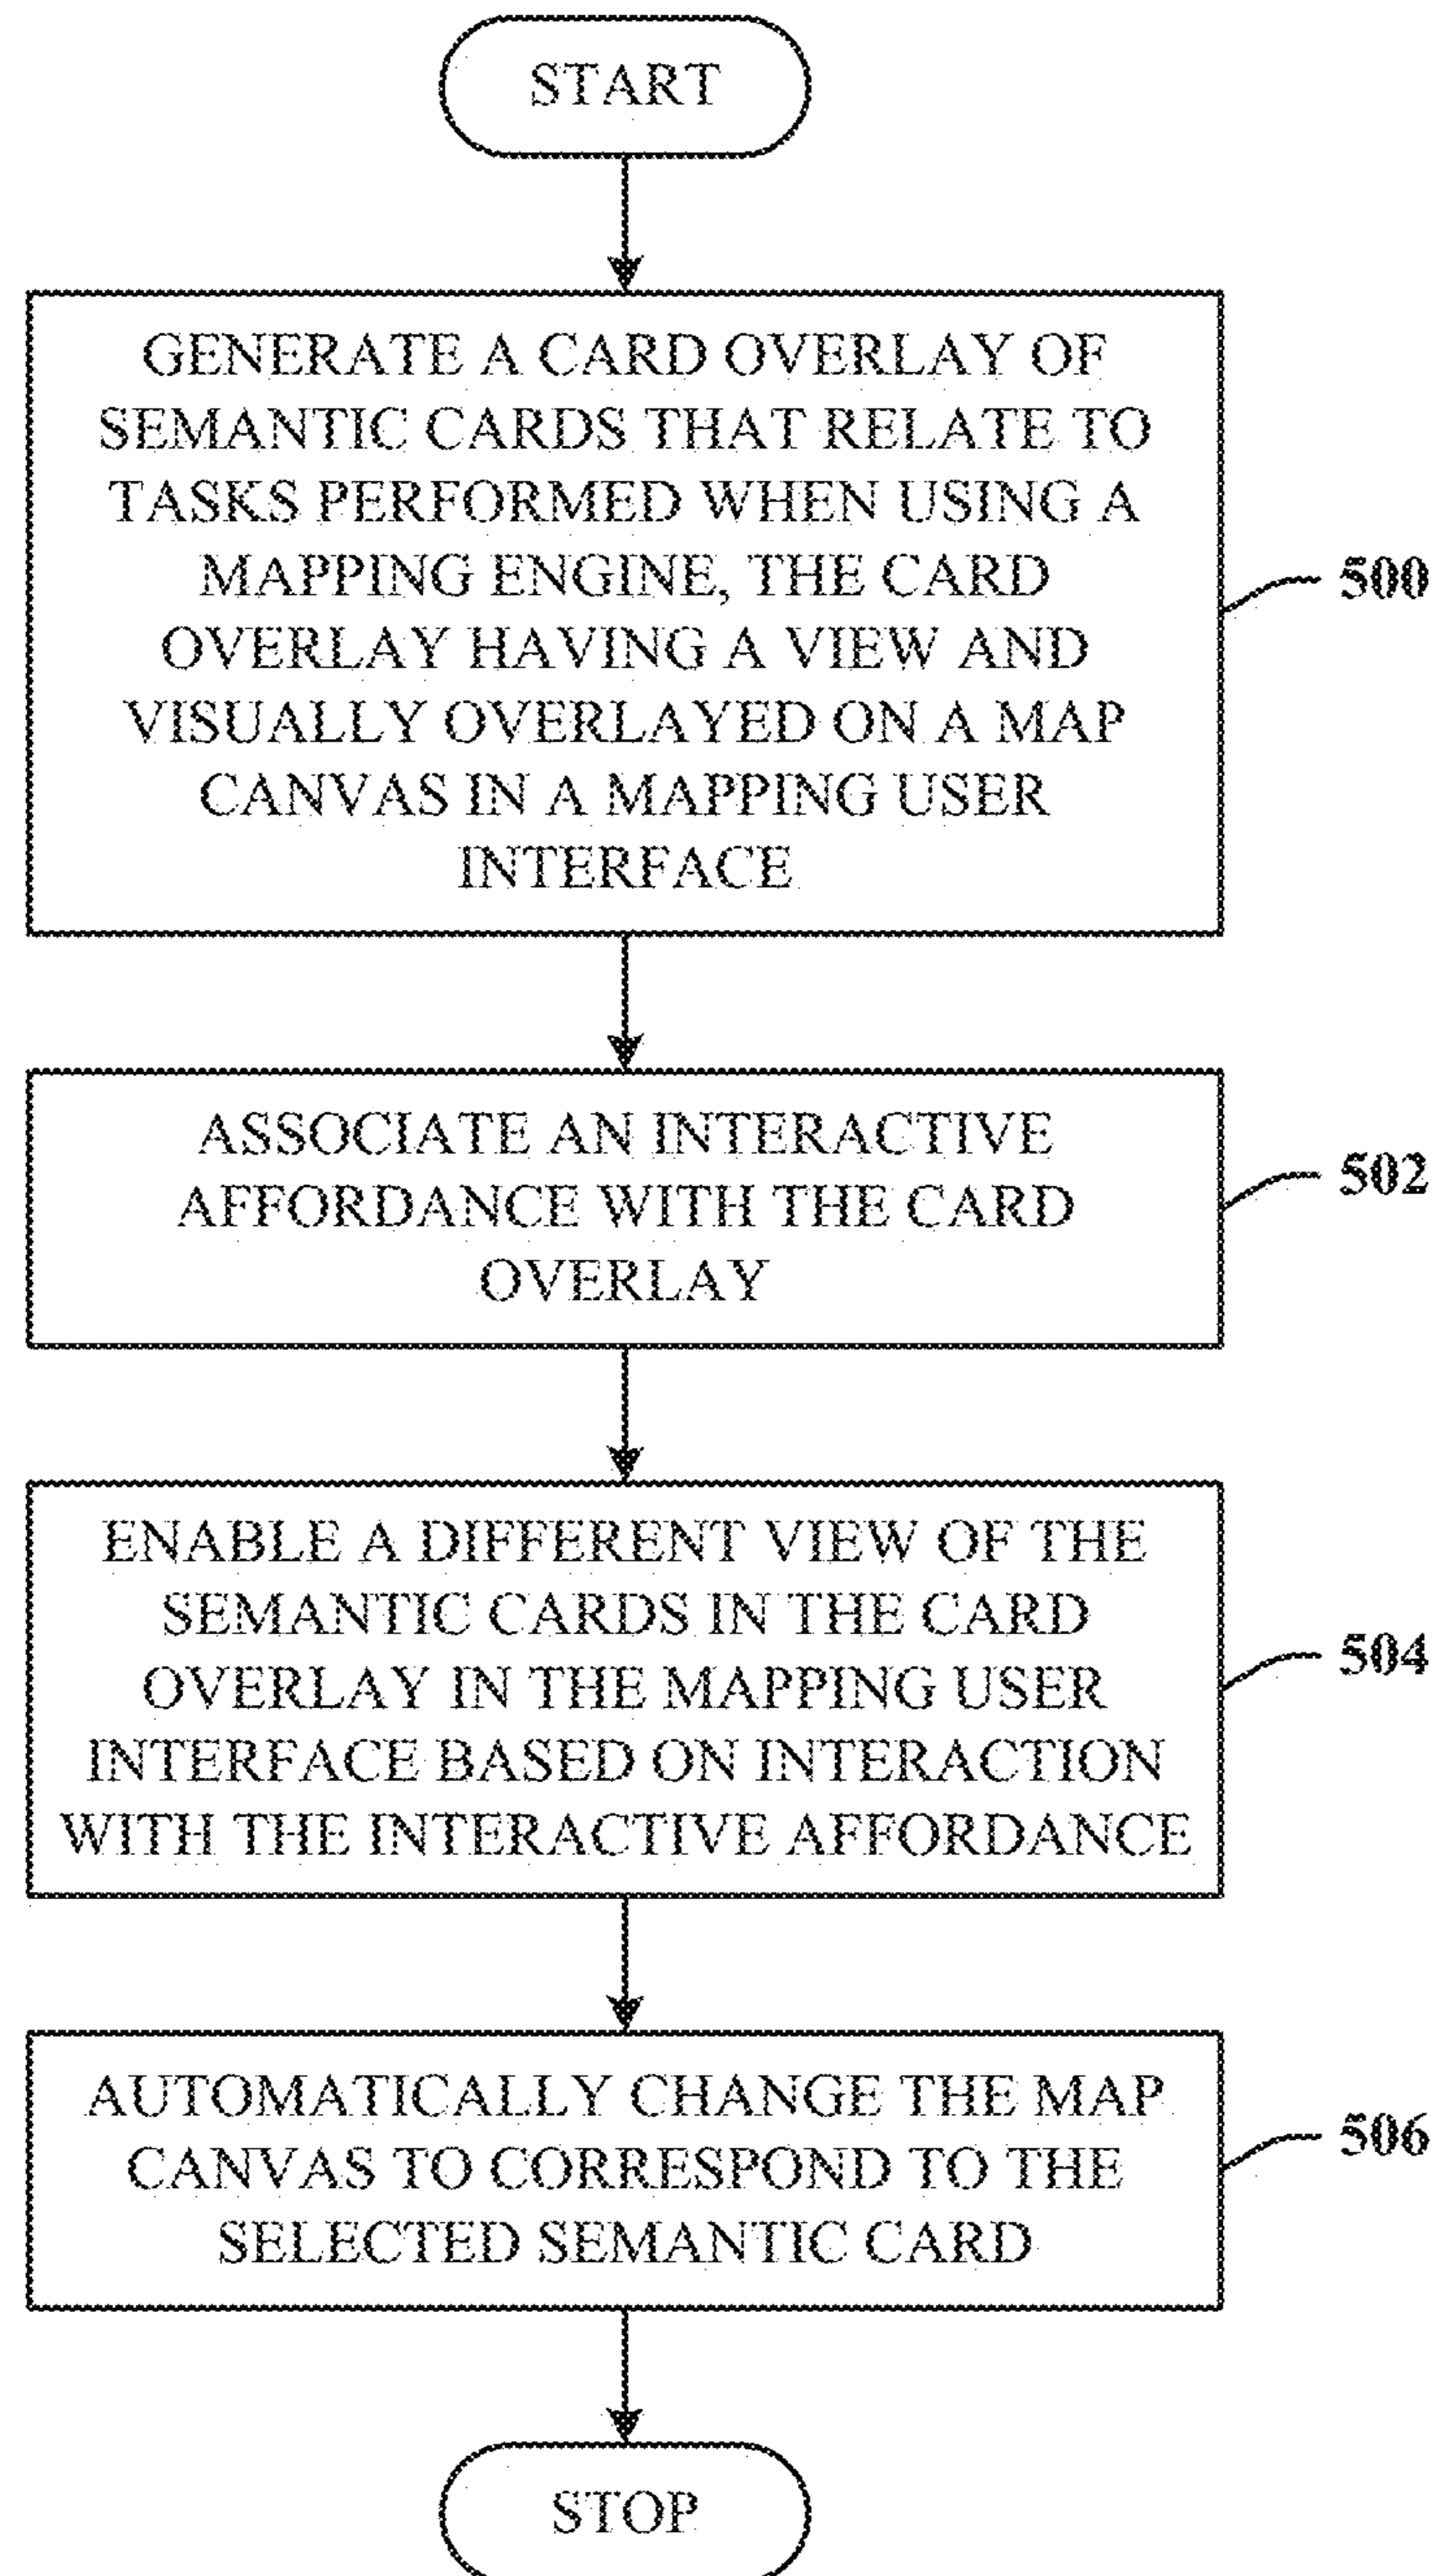 START
GENERATE A CARD OVERLAY OF
SEMANTIC CARDS THAT RELATE TO
TASKS PERFORMED WHEN USING A
MAPPING ENGINE, THE CARD
OVERLAY HAVING A VIEW AND
VISUALLY OVERLAYED ON A MAP
CANVAS IN A MAPPING USER
INTERFACE
500
ASSOCIATE AN INTERACTIVE
AFFORDANCE WITH THE CARD
OVERLAY
502
ENABLE A DIFFERENT VIEW OF THE
SEMANTIC CARDS IN THE CARD
OVERLAY IN THE MAPPING USER
INTERFACE BASED ON INTERACTION
WITH THE INTERACTIVE AFFORDANCE
504
AUTOMATICALLY CHANGE THE MAP
CANVAS TO CORRESPOND TO THE
SELECTED SEMANTIC CARD
506
STOP